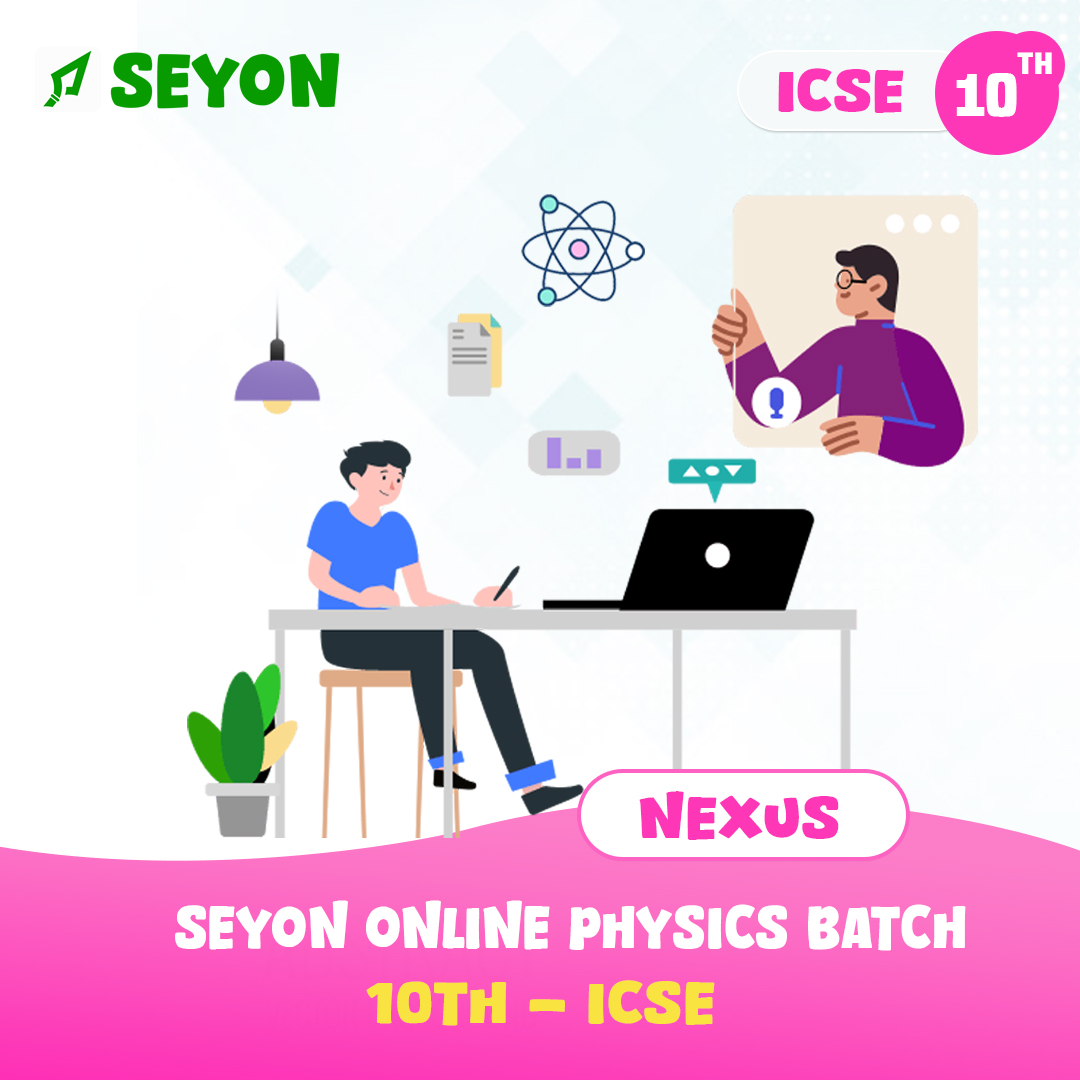 SEYON
ICSE 10TH
NEXUS
SEYON ONLINE PHYSICS BATCH
10TH – ICSE